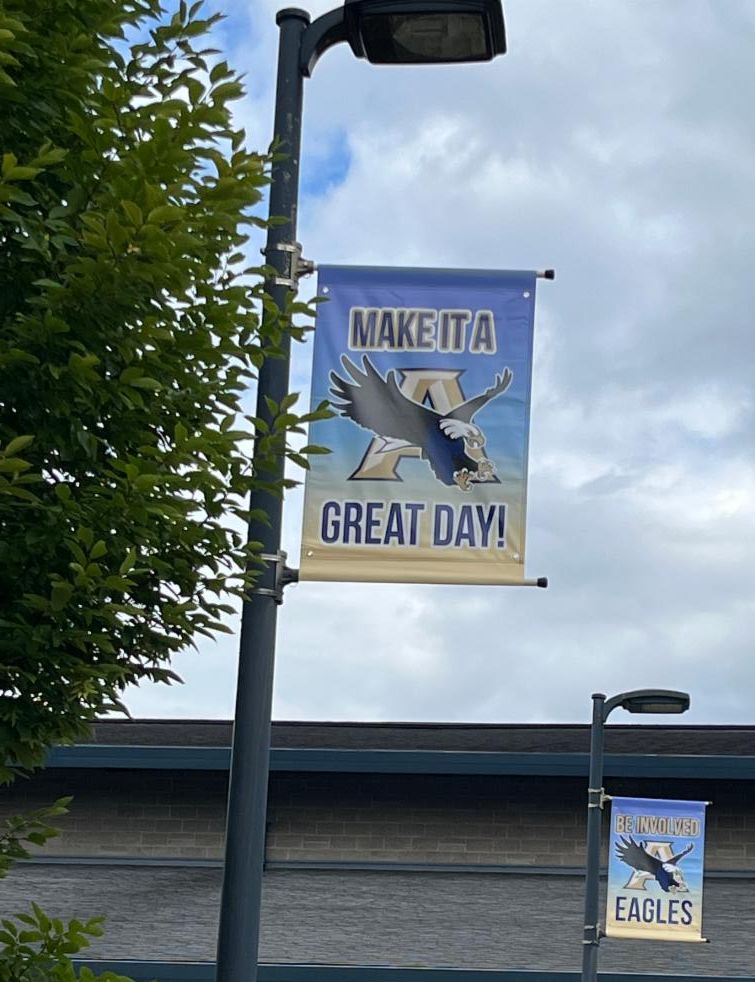 MAKE IT A
A
GREAT DAY!
BE INVOLVED
A
EAGLES